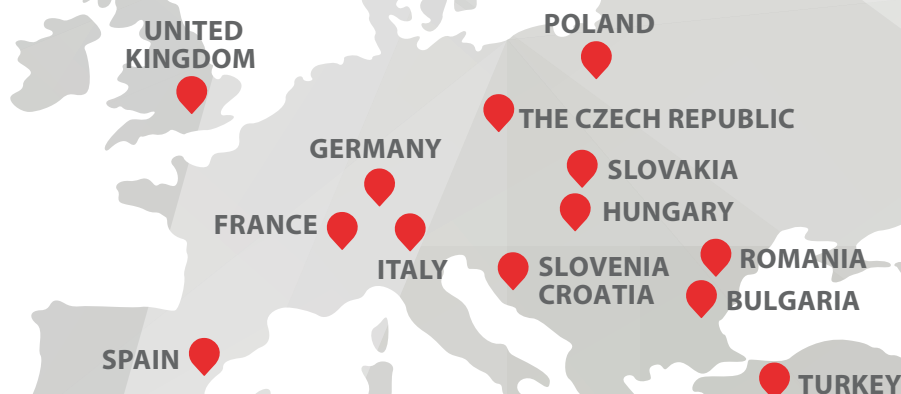 UNITED
KINGDOM
POLAND
THE CZECH REPUBLIC
GERMANY
SLOVAKIA
HUNGARY
FRANCE
ITALY
SLOVENIA
CROATIA
ROMANIA
BULGARIA
SPAIN
TURKEY